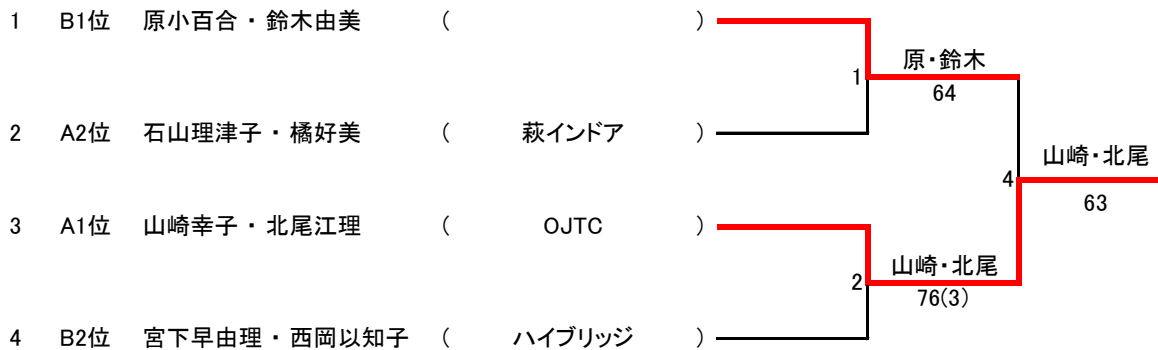 1 B1位 原小百合 ・ 鈴木由美 ( )
原・鈴木
1
64
2 A2位 石山理津子 ・ 橘好美 ( 萩インドア )
山崎・北尾
4
63
3 A1位 山崎幸子 ・ 北尾江理 ( OJTC )
山崎・北尾
2
76(3)
4 B2位 宮下早由理 ・ 西岡以知子 ( ハイブリッジ )